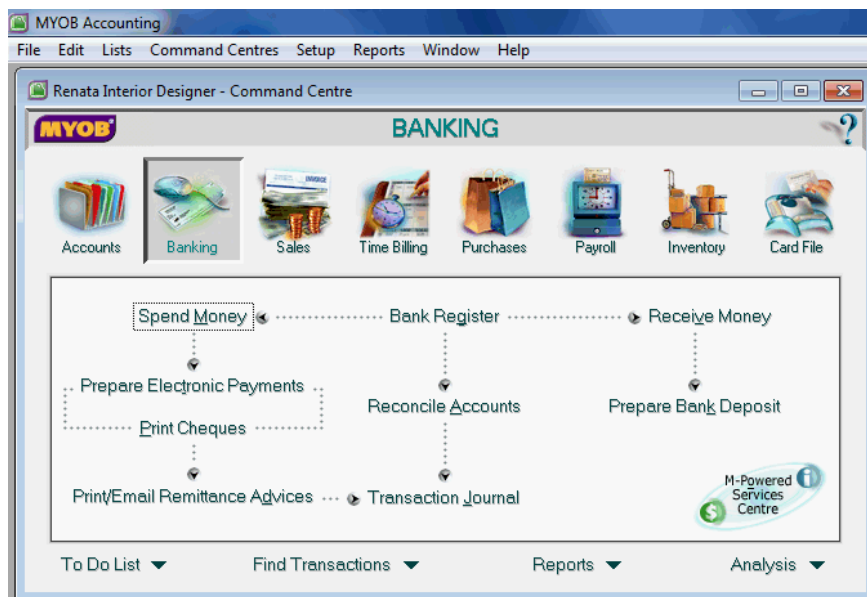 MYOB Accounting
File Edit Lists Command Centres Setup Reports Window Help
Renata Interior Designer - Command Centre
MYOB BANKING ?
INVOICE
Accounts Banking Sales Time Billing Purchases Payroll Inventory Card File
Spend Money Bank Register Receive Money
Prepare Electronic Payments
Reconcile Accounts Prepare Bank Deposit
Print Cheques
M-Powered
Services
Centre
Print/Email Remittance Advices Transaction Journal
To Do List Find Transactions Reports Analysis